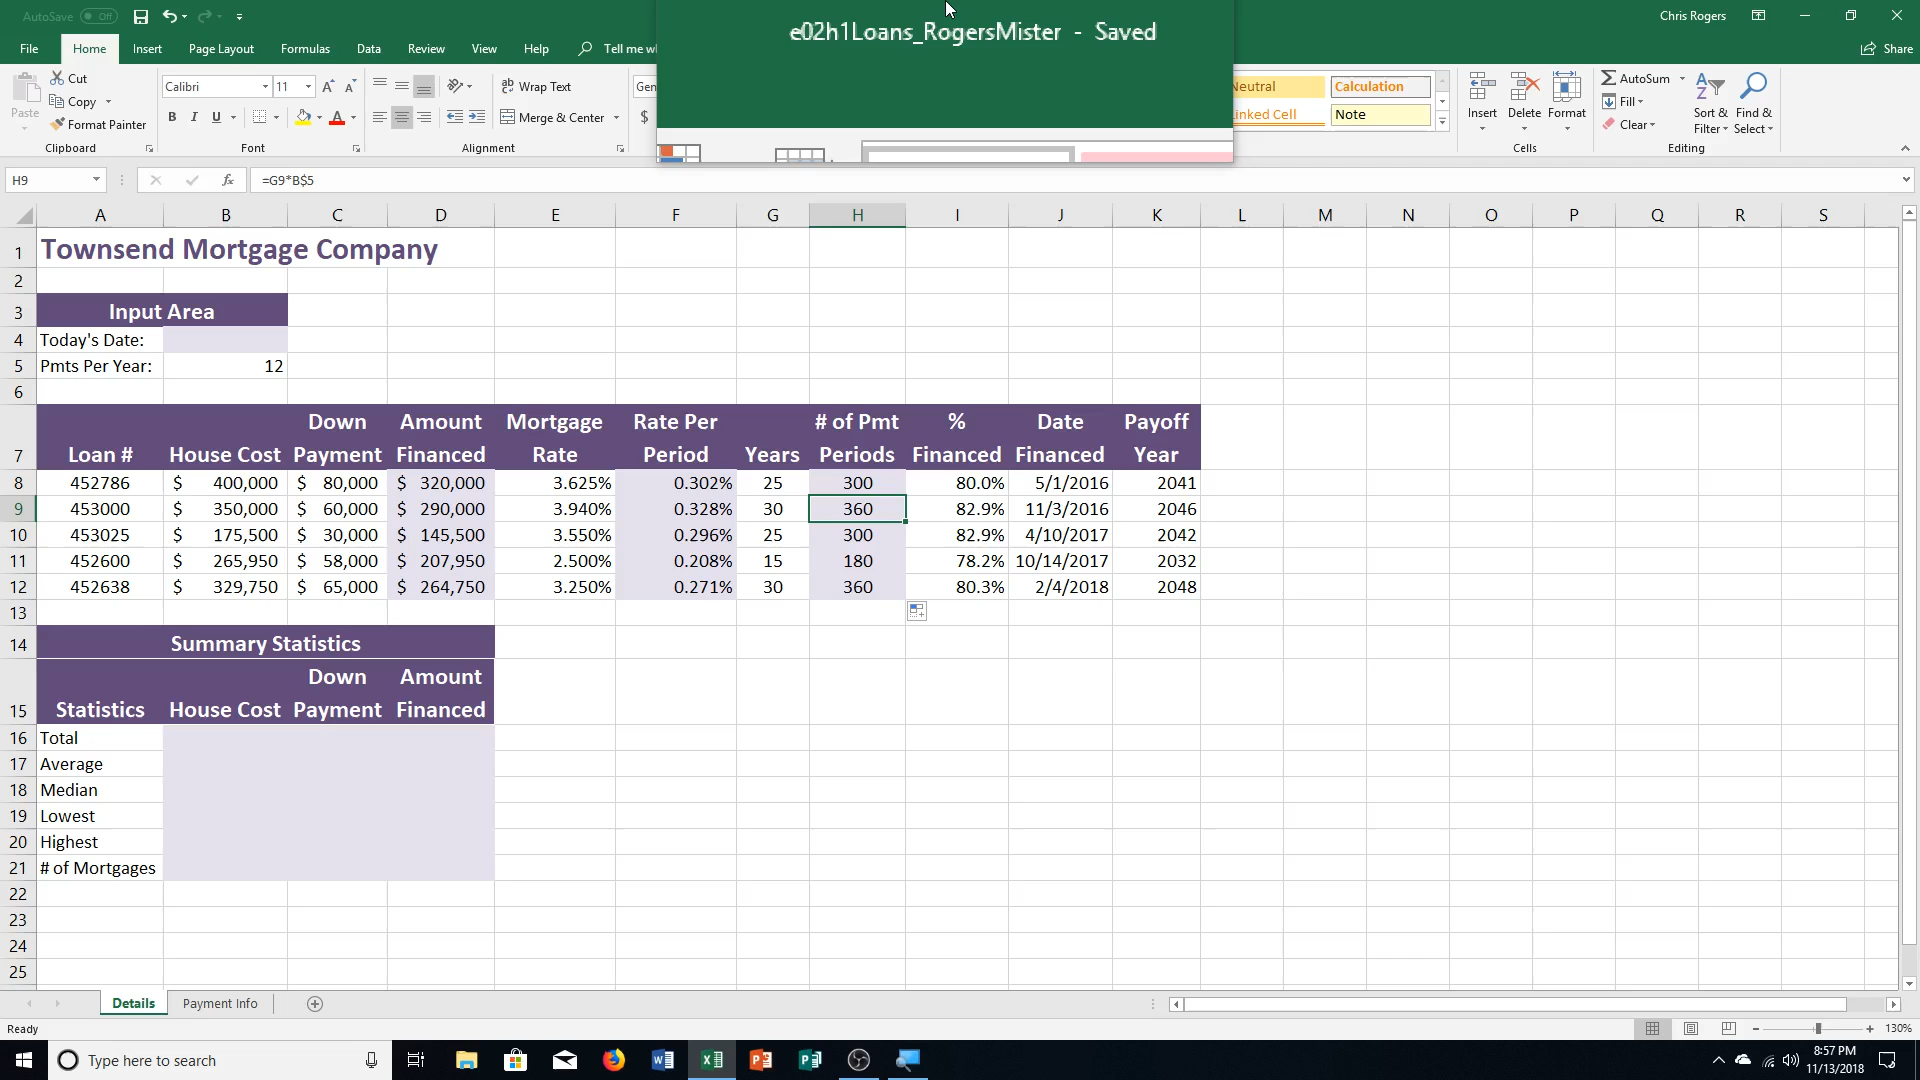 AutoSave Off
e02h1Loans_RogersMister - Saved
Chris Rogers
File Home Insert Page Layout Formulas Data Review View Help Tell me
Share
Cut
Copy
Format Painter
Paste
Clipboard
Calibri 11
B I U
Font
Wrap Text
Merge & Center
Alignment
$
Calculation
Note
Insert Delete Format
Cells
AutoSum
Fill
Clear
Sort & Filter
Find & Select
Editing
H9
fx
=G9*B$5
A B C D E F G H I J K L M N O P Q R S
1 Townsend Mortgage Company
2
3 Input Area
4 Today's Date:
5 Pmts Per Year: 12
6
Down Amount Mortgage Rate Per # of Pmt % Date Payoff
7 Loan # House Cost Payment Financed Rate Period Years Periods Financed Financed Year
8 452786 $ 400,000 $ 80,000 $ 320,000 3.625% 0.302% 25 300 80.0% 5/1/2016 2041
9 453000 $ 350,000 $ 60,000 $ 290,000 3.940% 0.328% 30 360 82.9% 11/3/2016 2046
10 453025 $ 175,500 $ 30,000 $ 145,500 3.550% 0.296% 25 300 82.9% 4/10/2017 2042
11 452600 $ 265,950 $ 58,000 $ 207,950 2.500% 0.208% 15 180 78.2% 10/14/2017 2032
12 452638 $ 329,750 $ 65,000 $ 264,750 3.250% 0.271% 30 360 80.3% 2/4/2018 2048
13
14 Summary Statistics
Down Amount
15 Statistics House Cost Payment Financed
16 Total
17 Average
18 Median
19 Lowest
20 Highest
21 # of Mortgages
22
23
24
25
Details Payment Info
Ready
130%
Type here to search
8:57 PM
11/13/2018